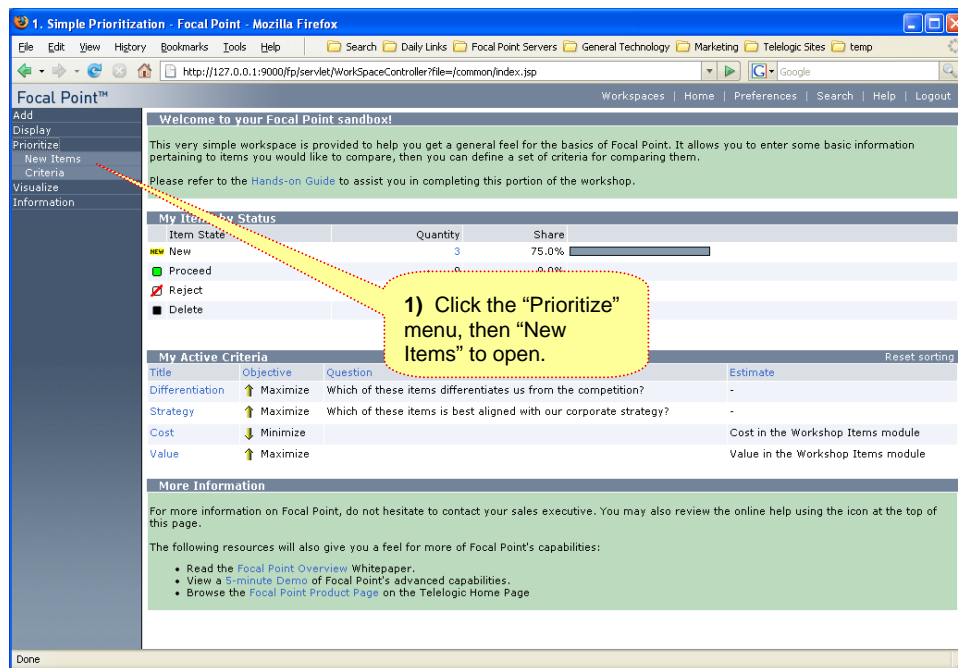 1. Simple Prioritization - Focal Point - Mozilla Firefox
File Edit View History Bookmarks Tools Help Search Daily Links Focal Point Servers General Technology Marketing Telelogic Sites temp
http://127.0.0.1:9000/fp/servlet/WorkSpaceController?file=/common/index.jsp G Google
Focal Point™ Workspaces | Home | Preferences | Search | Help | Logout
Add
Display
Prioritize
New Items
Criteria
Visualize
Information
Welcome to your Focal Point sandbox!
This very simple workspace is provided to help you get a general feel for the basics of Focal Point. It allows you to enter some basic information
pertaining to items you would like to compare, then you can define a set of criteria for comparing them.
Please refer to the Hands-on Guide to assist you in completing this portion of the workshop.
My Items by Status
Item State Quantity Share
NEW New 3 75.0%
Proceed 0 0.0%
Reject
Delete
1) Click the “Prioritize”
menu, then “New
Items” to open.
My Active Criteria Reset sorting
Title Objective Question Estimate
Differentiation Maximize Which of these items differentiates us from the competition? -
Strategy Maximize Which of these items is best aligned with our corporate strategy? -
Cost Minimize Cost in the Workshop Items module
Value Maximize Value in the Workshop Items module
More Information
For more information on Focal Point, do not hesitate to contact your sales executive. You may also review the online help using the icon at the top of
this page.
The following resources will also give you a feel for more of Focal Point's capabilities:
• Read the Focal Point Overview Whitepaper.
• View a 5-minute Demo of Focal Point's advanced capabilities.
• Browse the Focal Point Product Page on the Telelogic Home Page
Done